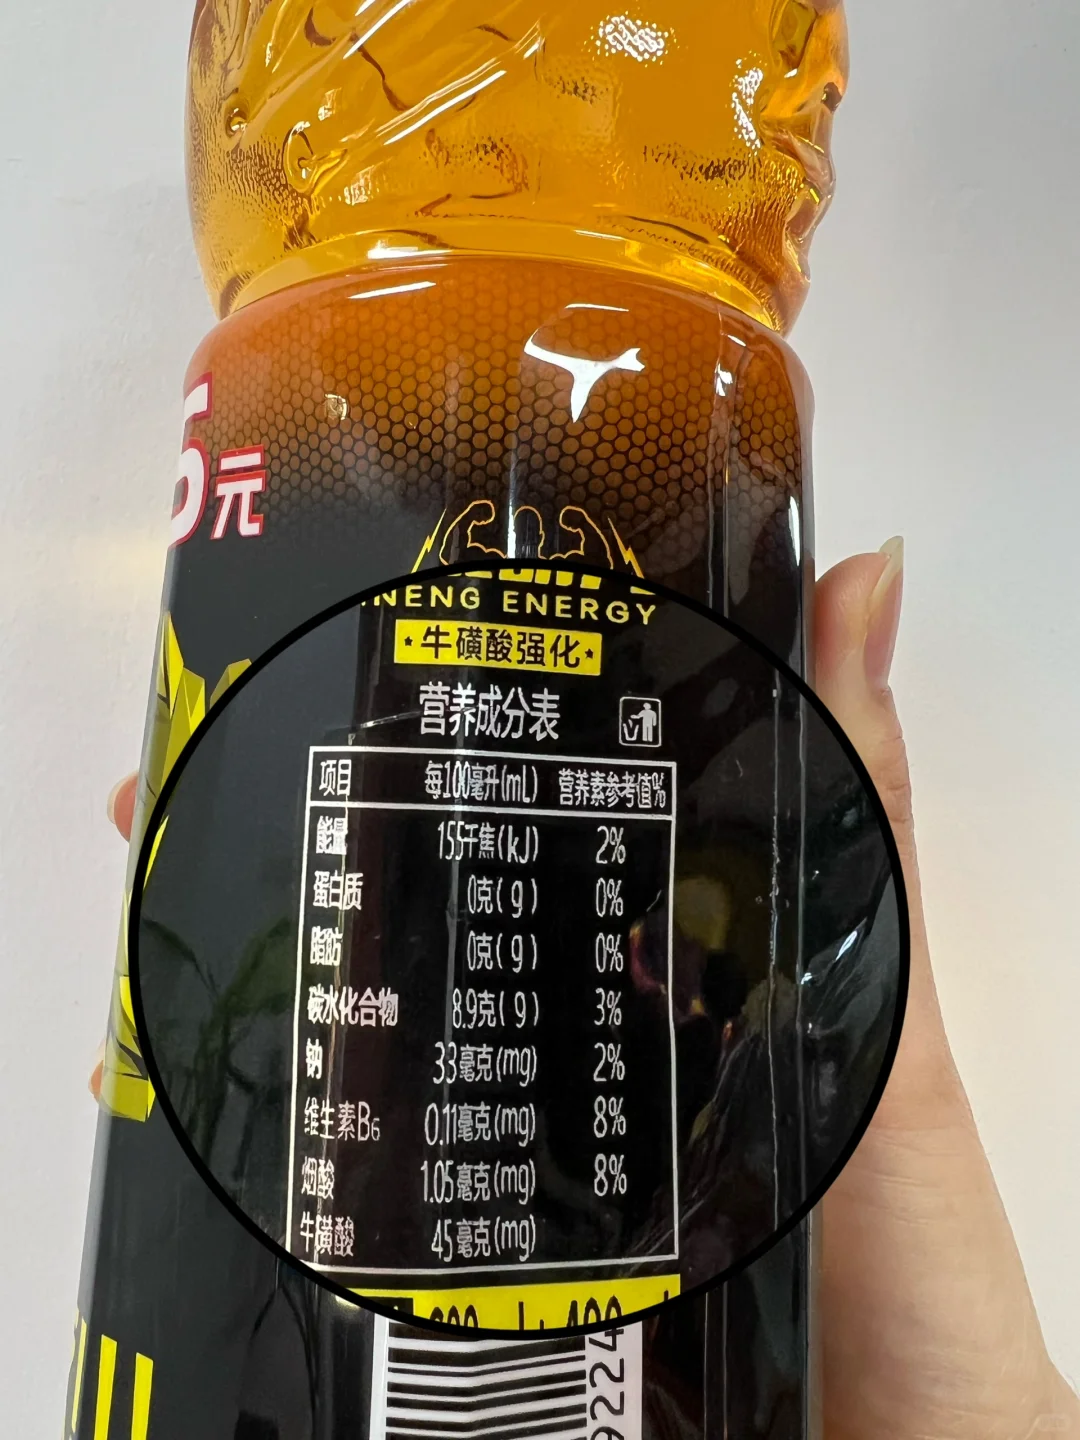 5元
NENG ENERGY
·牛磺酸强化·
营养成分表
项目 每100毫升(mL) 营养素参考值%
能量 155千焦(kJ) 2%
蛋白质 0克(g) 0%
脂肪 0克(g) 0%
碳水化合物 8.9克(g) 3%
钠 33毫克(mg) 2%
维生素B6 0.11毫克(mg) 8%
烟酸 1.05毫克(mg) 8%
牛磺酸 45毫克(mg)
9224